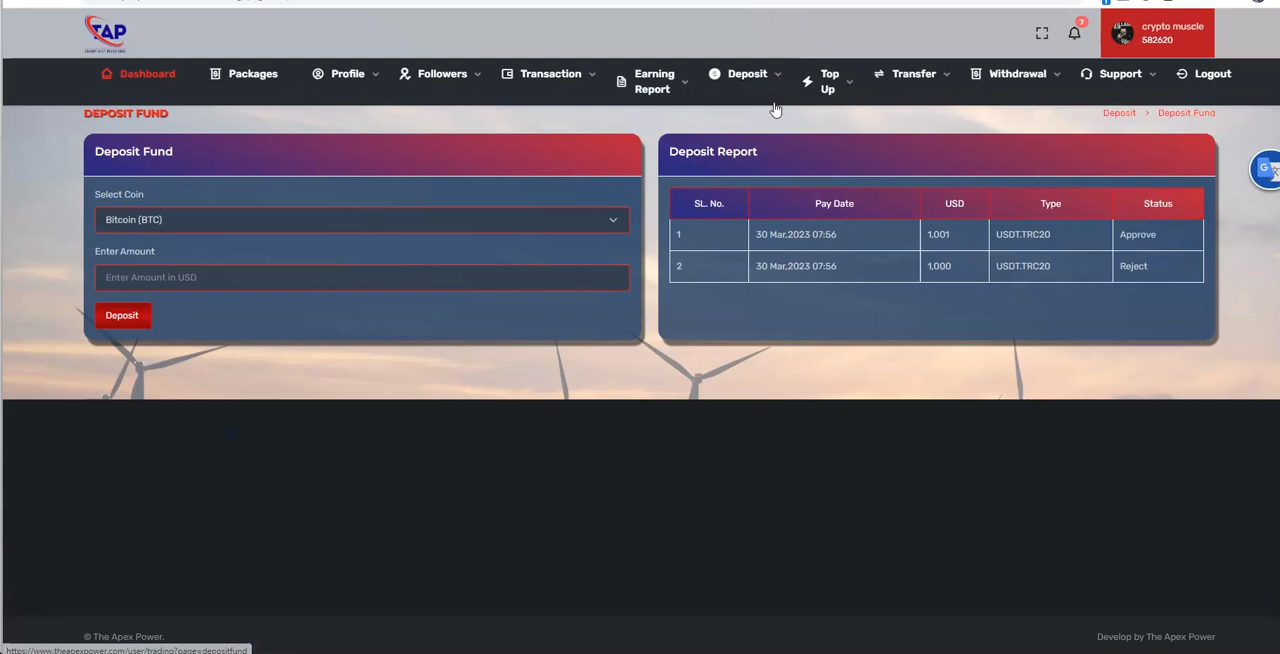 TAP
7
crypto muscle
582620
Dashboard
Packages
Profile
Followers
Transaction
Earning
Report
Deposit
Top
Up
Transfer
Withdrawal
Support
Logout
DEPOSIT FUND
Deposit > Deposit Fund
Deposit Fund
Select Coin
Bitcoin (BTC)
Enter Amount
Enter Amount in USD
Deposit
Deposit Report
SL. No. Pay Date USD Type Status
1 30 Mar,2023 07:56 1,001 USDT.TRC20 Approve
2 30 Mar,2023 07:56 1,000 USDT.TRC20 Reject
G
© The Apex Power.
Develop by The Apex Power
https://www.theapexpower.com/user/trading?page=depositfund